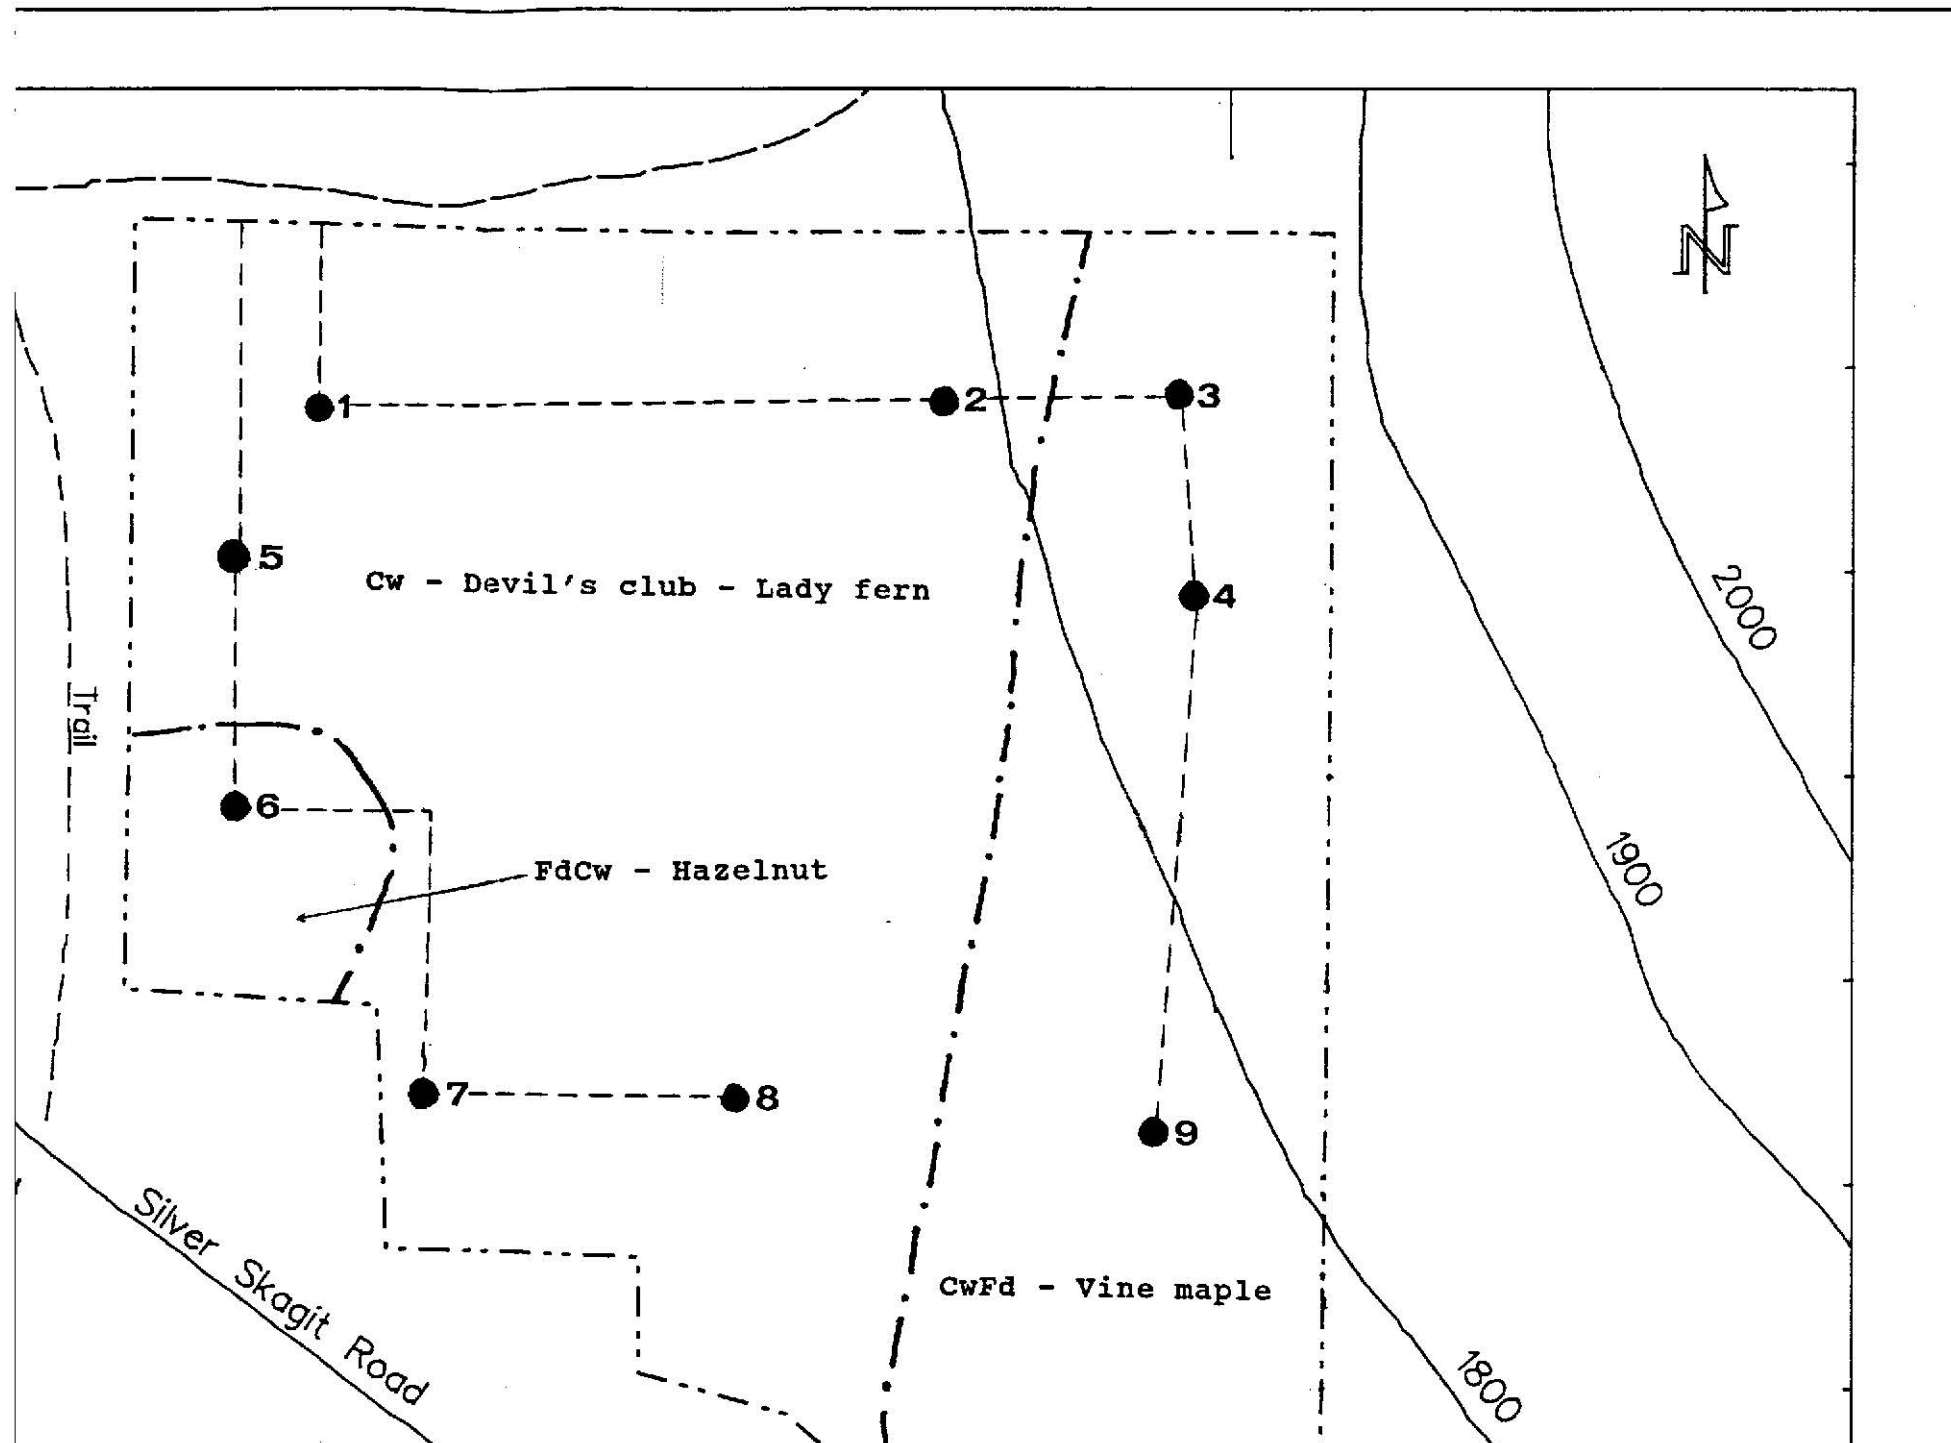 N
1
2
3
5
Cw - Devil's club - Lady fern
4
2000
Trail
6
FdCw - Hazelnut
1900
7
8
9
Silver Skagit Road
CwFd - Vine maple
1800